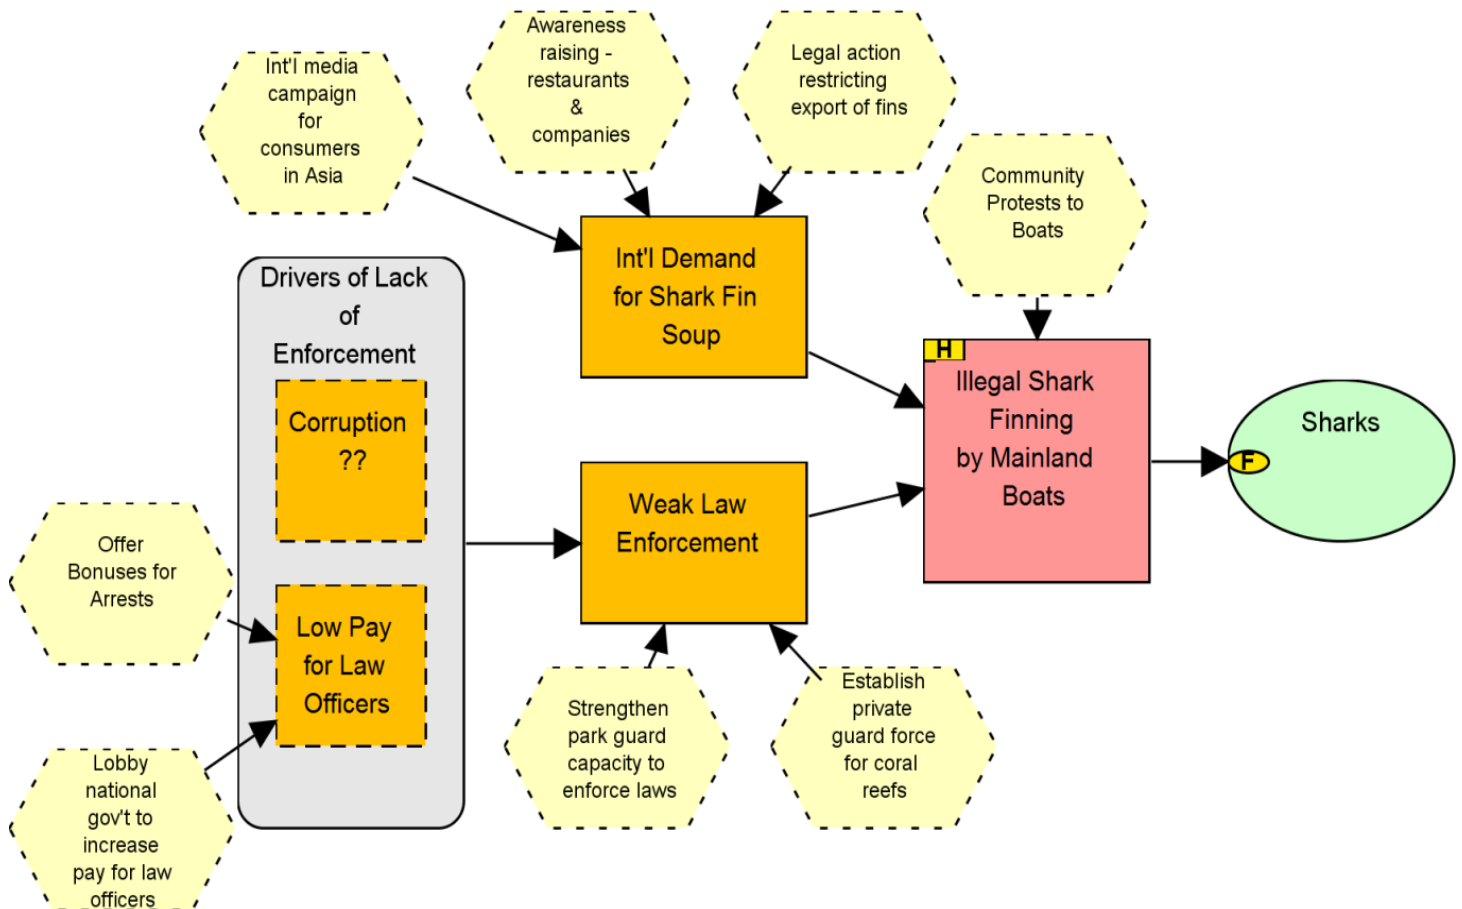 Int'l media
campaign
for
consumers
in Asia
Awareness
raising -
restaurants
&
companies
Legal action
restricting
export of fins
Community
Protests to
Boats
Drivers of Lack
of
Enforcement
Corruption
??
Low Pay
for Law
Officers
Int'l Demand
for Shark Fin
Soup
Weak Law
Enforcement
H
Illegal Shark
Finning
by Mainland
Boats
Sharks
F
Offer
Bonuses for
Arrests
Lobby
national
gov't to
increase
pay for law
officers
Strengthen
park guard
capacity to
enforce laws
Establish
private
guard force
for coral
reefs